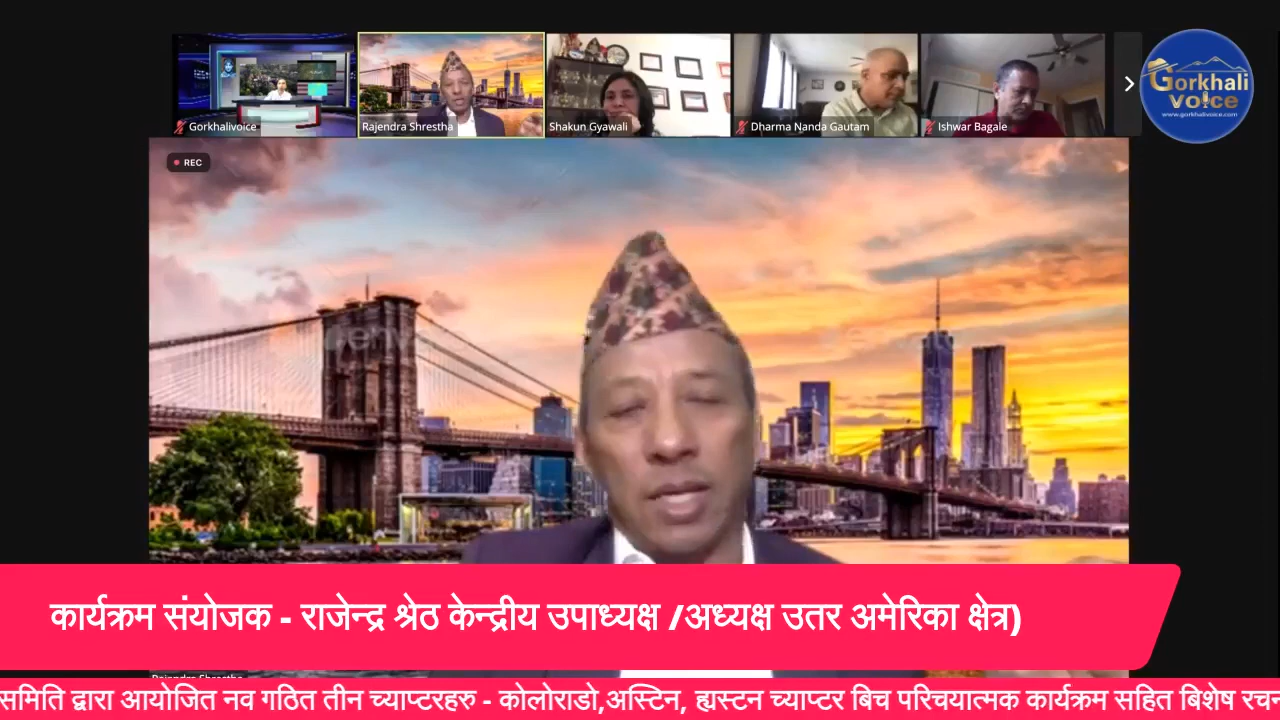 Gorkhalivoice
Rajendra Shrestha
Shakun Gyawali
Dharma Nanda Gautam
Ishwar Bagale
Gorkhali
voice
www.gorkhalivoice.com
REC
कार्यक्रम संयोजक - राजेन्द्र श्रेठ केन्द्रीय उपाध्यक्ष /अध्यक्ष उतर अमेरिका क्षेत्र)
Rajendra Shrestha
समिति द्वारा आयोजित नव गठित तीन च्याप्टरहरु - कोलोराडो,अस्टिन, ह्यस्टन च्याप्टर बिच परिचयात्मक कार्यक्रम सहित बिशेष